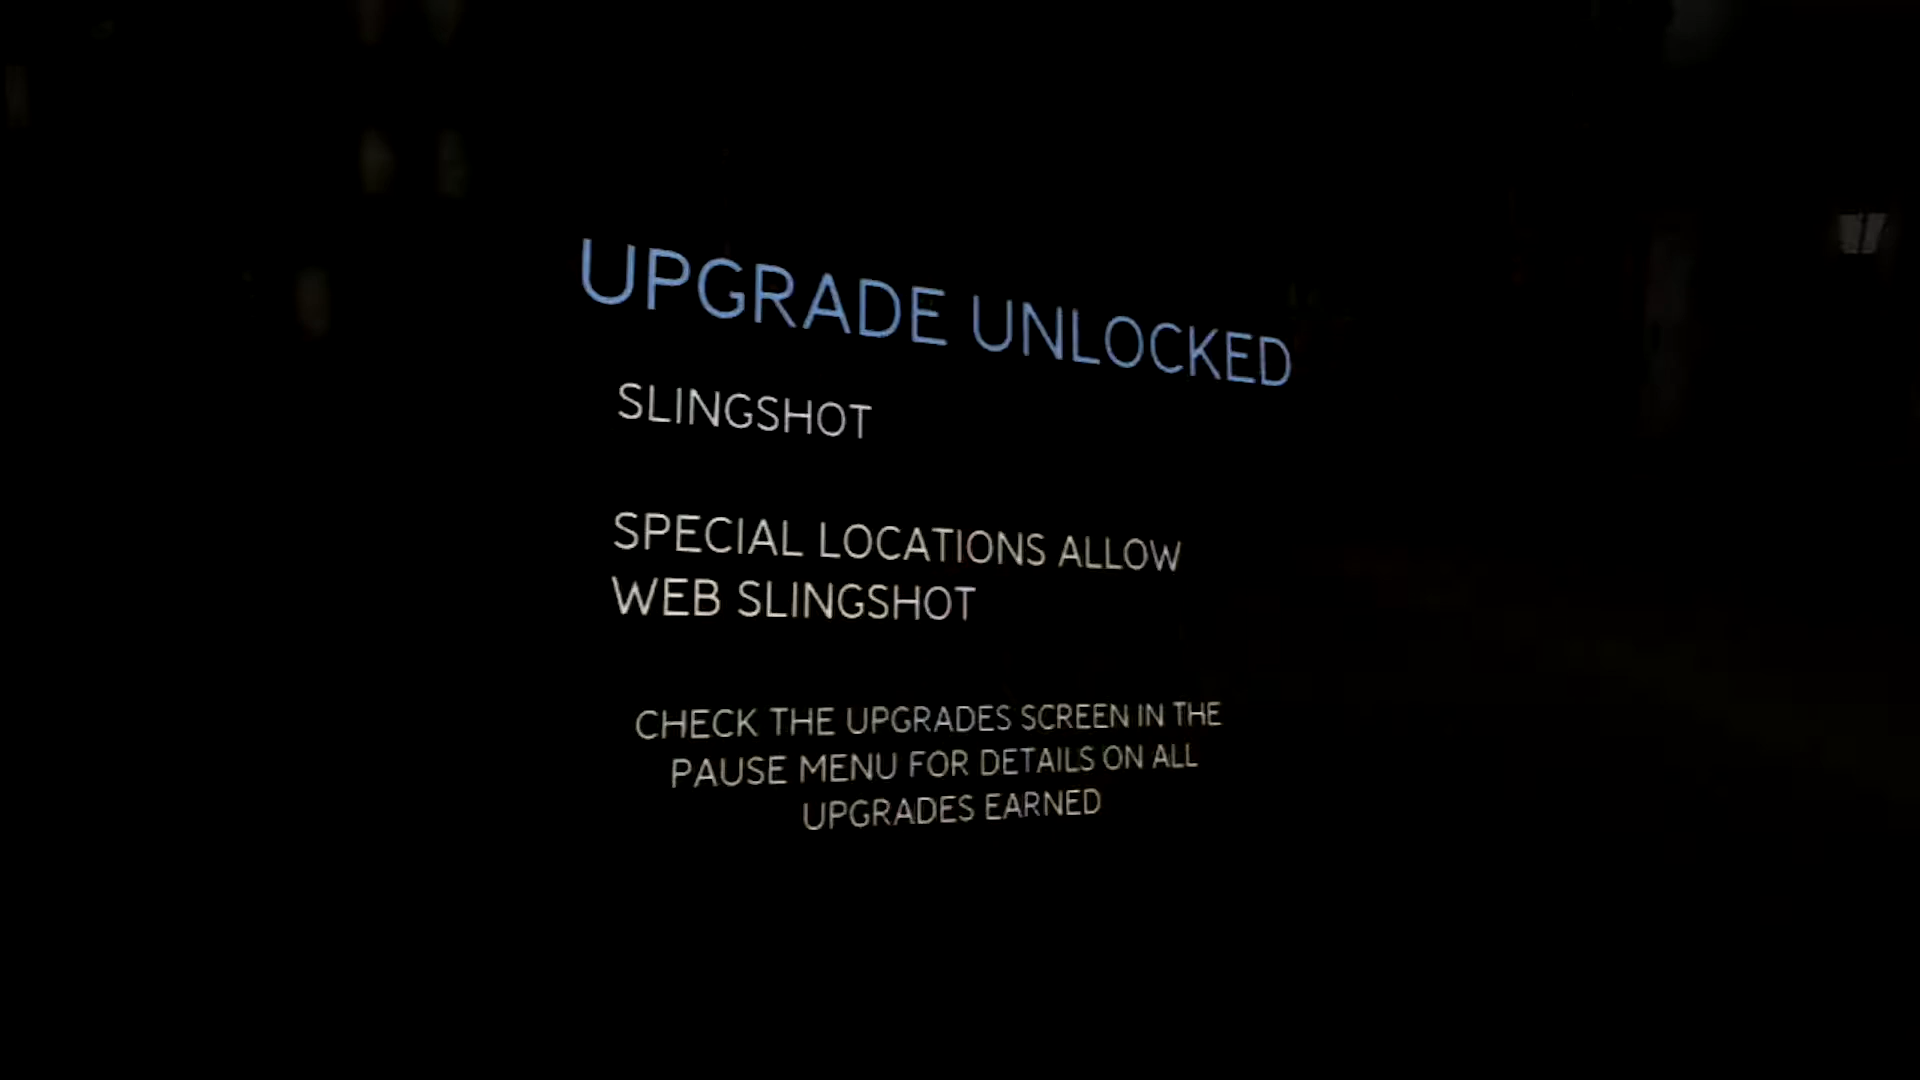 UPGRADE UNLOCKED
SLINGSHOT
SPECIAL LOCATIONS ALLOW
WEB SLINGSHOT
CHECK THE UPGRADES SCREEN IN THE
PAUSE MENU FOR DETAILS ON ALL
UPGRADES EARNED